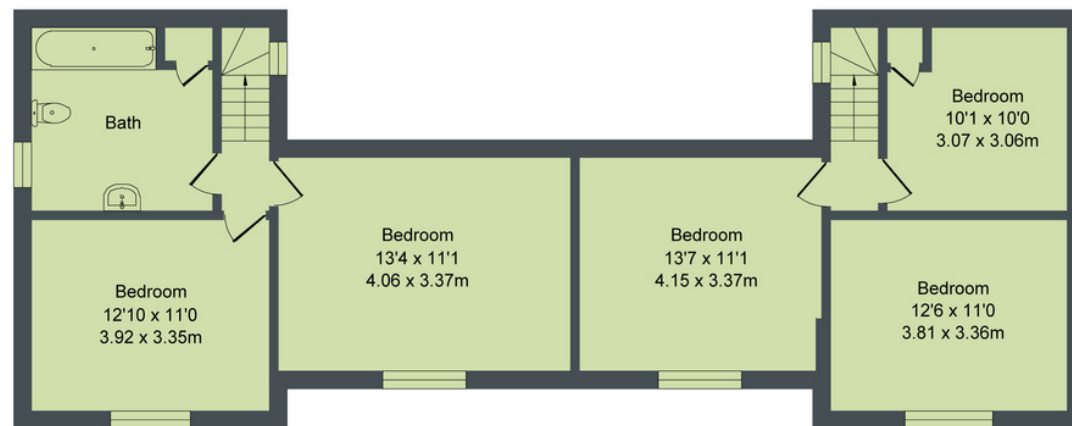 Bath
Bedroom
12'10 x 11'0
3.92 x 3.35m
Bedroom
13'4 x 11'1
4.06 x 3.37m
Bedroom
13'7 x 11'1
4.15 x 3.37m
Bedroom
10'1 x 10'0
3.07 x 3.06m
Bedroom
12'6 x 11'0
3.81 x 3.36m